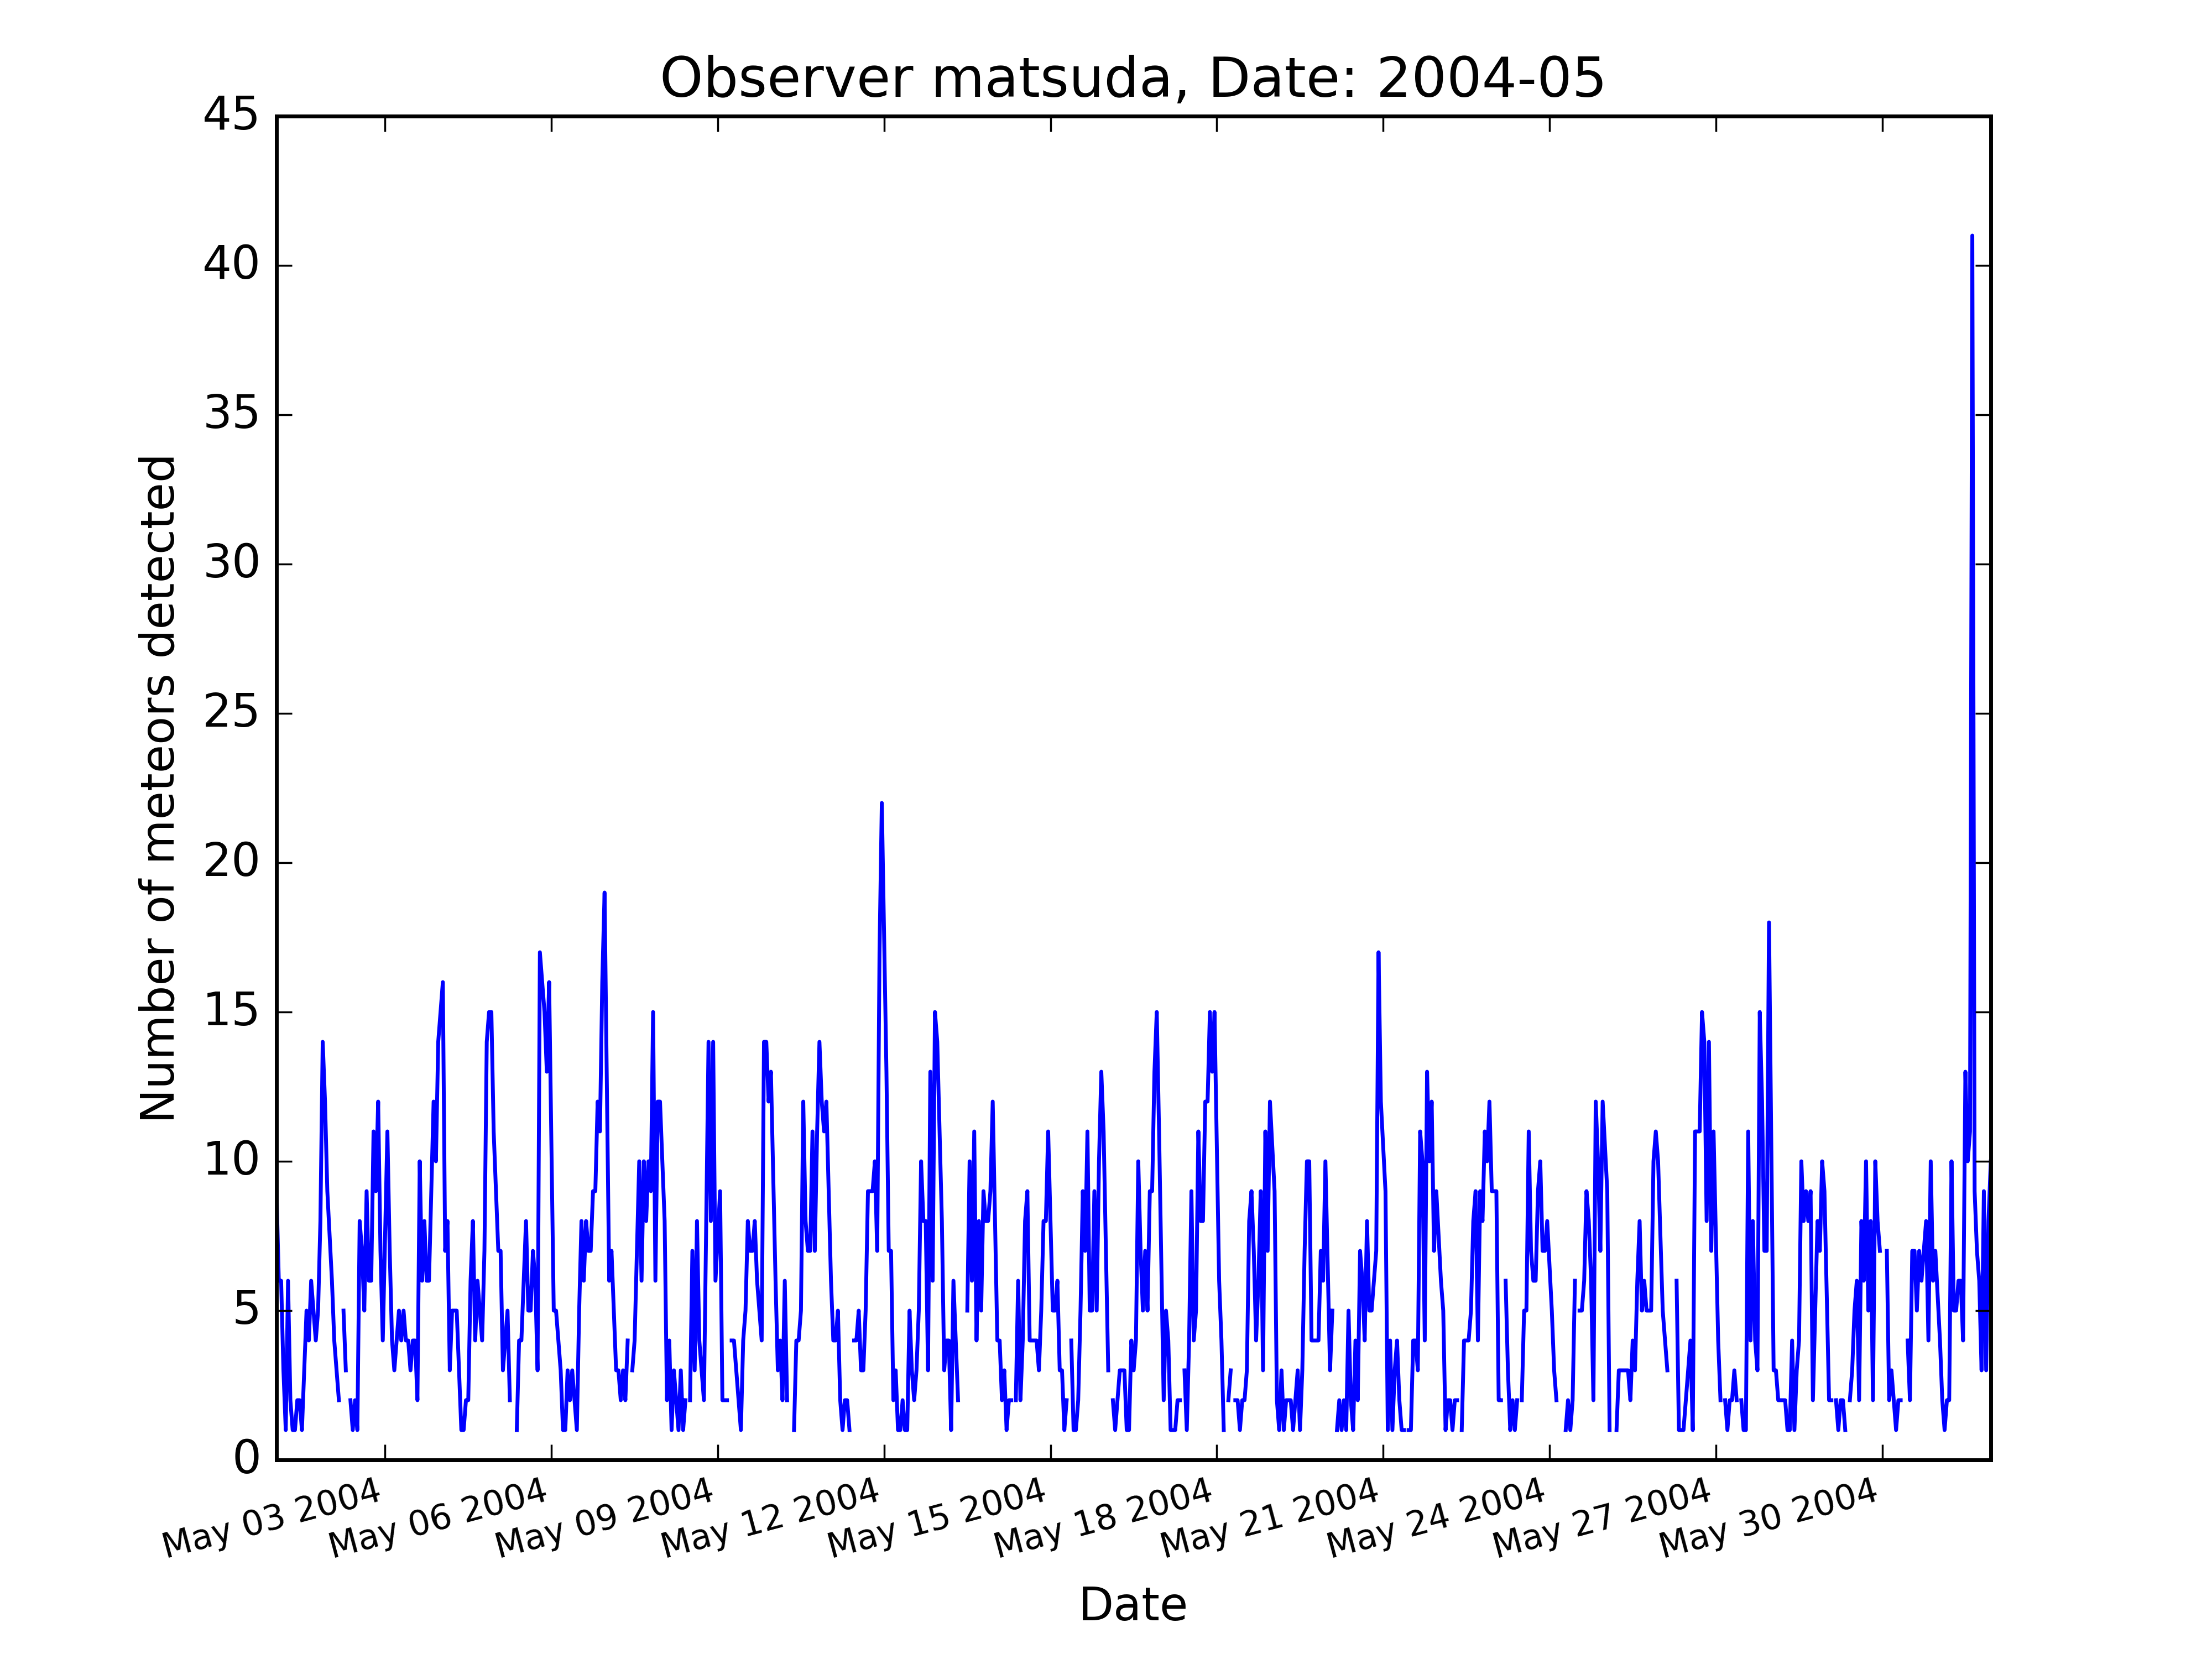 Observer matsuda, Date: 2004-05
45
40
35
30
25
20
15
10
5
0
Number of meteors detected
May 03 2004
May 06 2004
May 09 2004
May 12 2004
May 15 2004
May 18 2004
May 21 2004
May 24 2004
May 27 2004
May 30 2004
Date